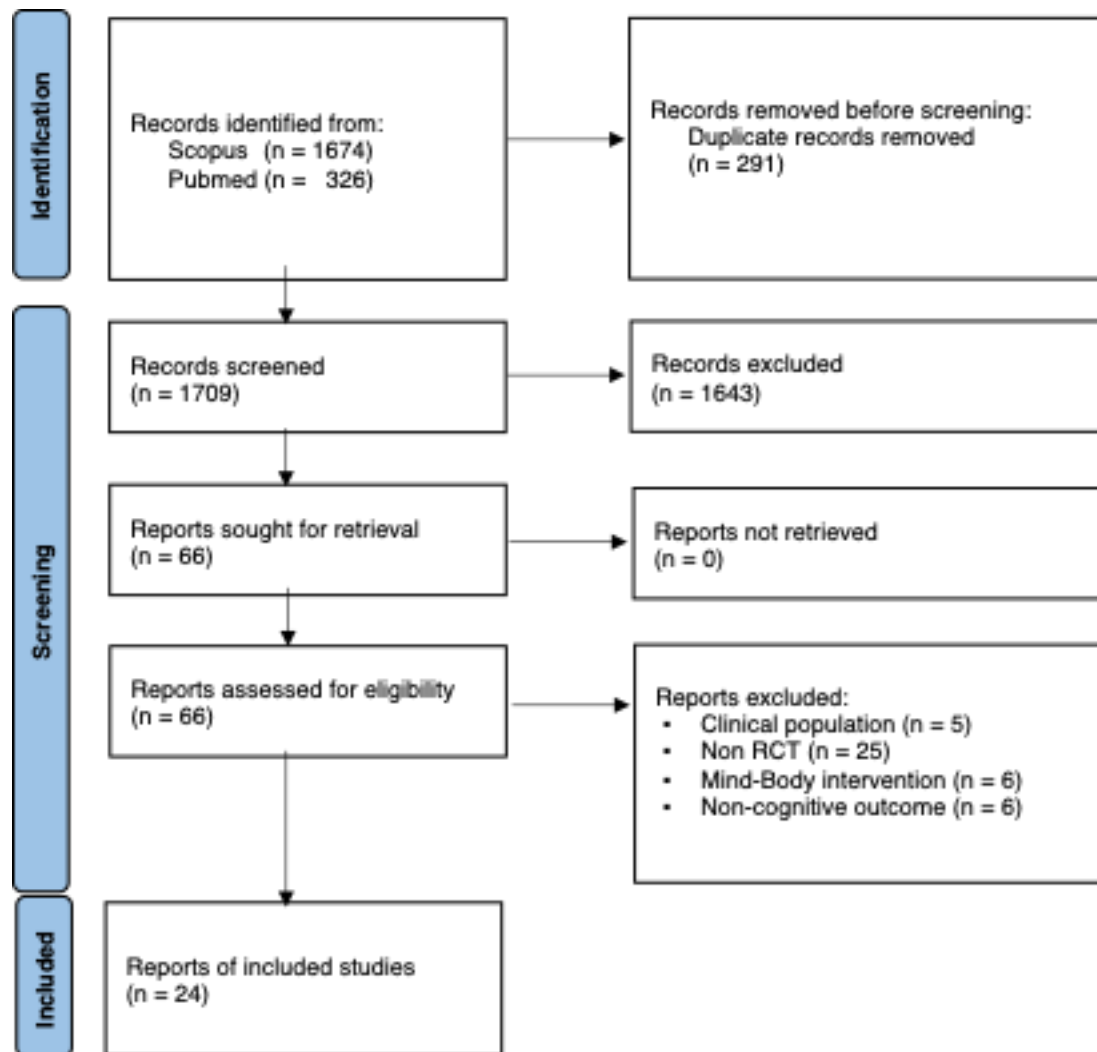 Identification
Records identified from:
Scopus (n = 1674)
Pubmed (n = 326)
Records removed before screening:
Duplicate records removed
(n = 291)
Screening
Records screened
(n = 1709)
Records excluded
(n = 1643)
Reports sought for retrieval
(n = 66)
Reports not retrieved
(n = 0)
Reports assessed for eligibility
(n = 66)
Reports excluded:
▪ Clinical population (n = 5)
▪ Non RCT (n = 25)
▪ Mind-Body intervention (n = 6)
▪ Non-cognitive outcome (n = 6)
Included
Reports of included studies
(n = 24)